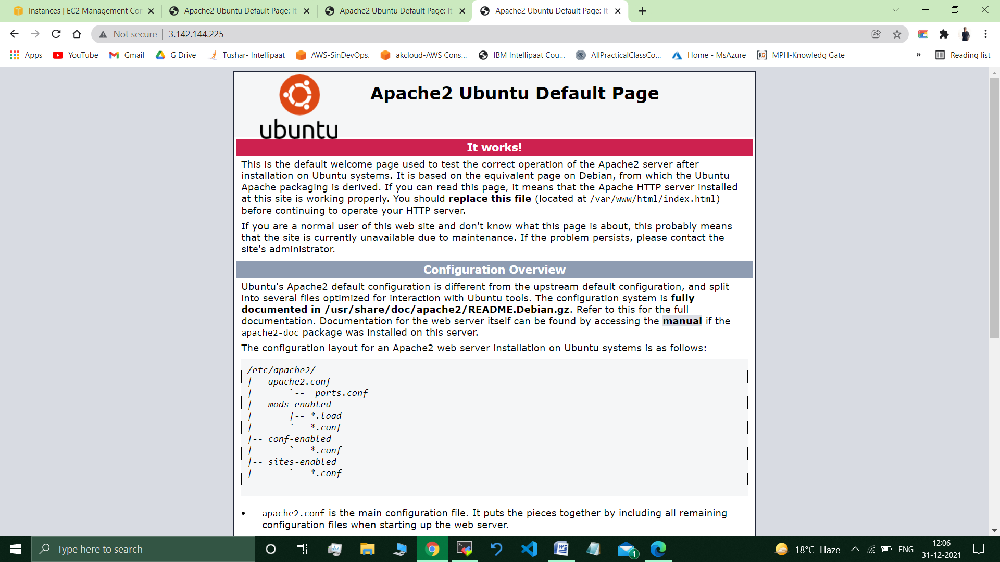 Instances | EC2 Management Con
Apache2 Ubuntu Default Page: It
Apache2 Ubuntu Default Page: It
Apache2 Ubuntu Default Page: It
Not secure | 3.142.144.225
Apps YouTube Gmail G Drive Tushar- Intellipaat AWS-SinDevOps. akcloud-AWS Cons... IBM Intellipaat Cou... AllPracticalClassCo... Home - MsAzure KG MPH-Knowledg Gate » Reading list
ubuntu
Apache2 Ubuntu Default Page
It works!
This is the default welcome page used to test the correct operation of the Apache2 server after
installation on Ubuntu systems. It is based on the equivalent page on Debian, from which the Ubuntu
Apache packaging is derived. If you can read this page, it means that the Apache HTTP server installed
at this site is working properly. You should replace this file (located at /var/www/html/index.html)
before continuing to operate your HTTP server.
If you are a normal user of this web site and don't know what this page is about, this probably means
that the site is currently unavailable due to maintenance. If the problem persists, please contact the
site's administrator.
Configuration Overview
Ubuntu's Apache2 default configuration is different from the upstream default configuration, and split
into several files optimized for interaction with Ubuntu tools. The configuration system is fully
documented in /usr/share/doc/apache2/README.Debian.gz. Refer to this for the full
documentation. Documentation for the web server itself can be found by accessing the manual if the
apache2-doc package was installed on this server.
The configuration layout for an Apache2 web server installation on Ubuntu systems is as follows:
/etc/apache2/
|-- apache2.conf
|       `--  ports.conf
|-- mods-enabled
|       |-- *.load
|       `-- *.conf
|-- conf-enabled
|       `-- *.conf
|-- sites-enabled
|       `-- *.conf
• apache2.conf is the main configuration file. It puts the pieces together by including all remaining
configuration files when starting up the web server.
Type here to search
1
18°C Haze
ENG
12:06
31-12-2021